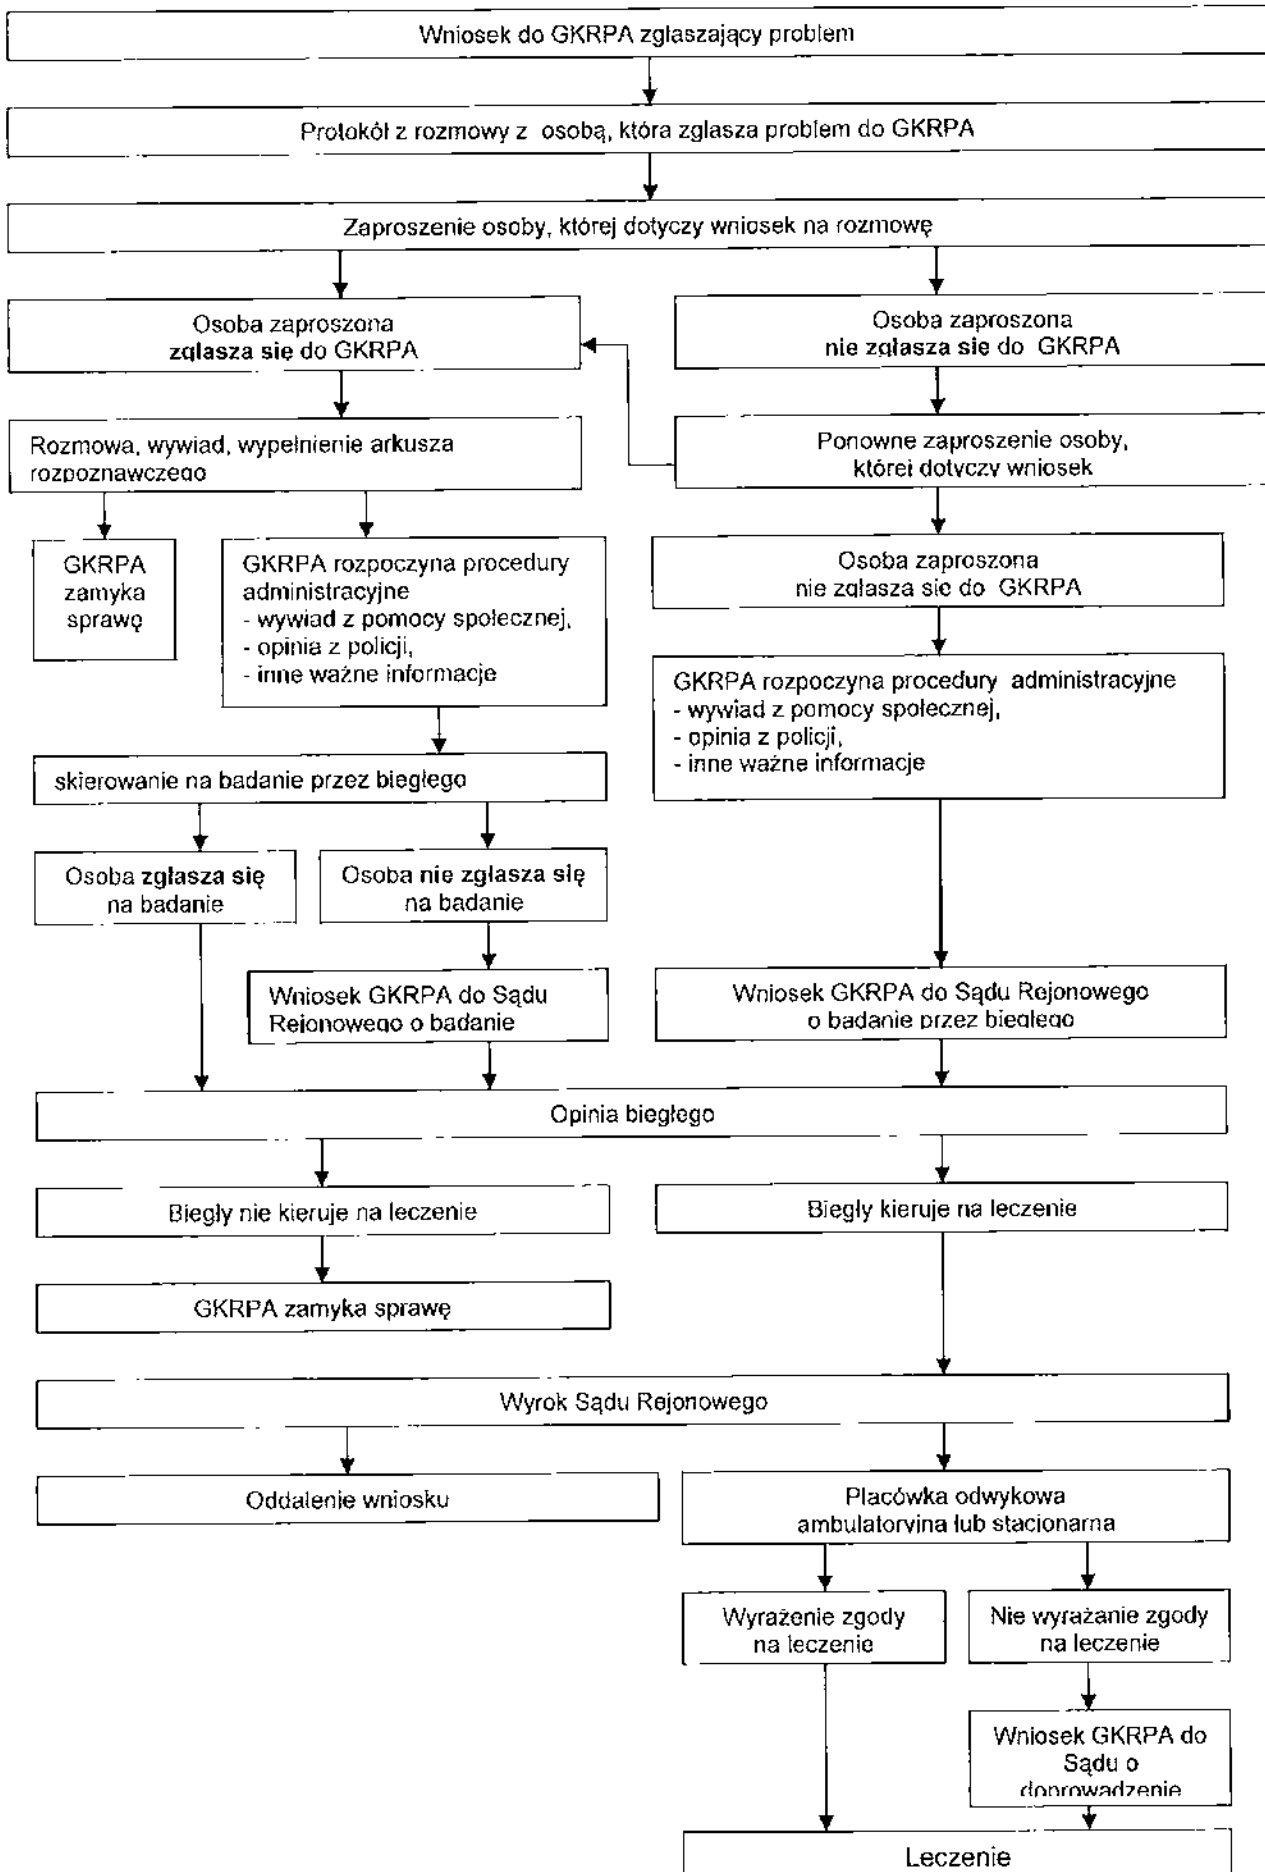 Wniosek do GKRPA zgłaszający problem
Protokół z rozmowy z osobą, która zgłasza problem do GKRPA
Zaproszenie osoby, której dotyczy wniosek na rozmowę
Osoba zaproszona
zgłasza się do GKRPA
Osoba zaproszona
nie zgłasza się do GKRPA
Rozmowa, wywiad, wypełnienie arkusza
rozpoznawczego
Ponowne zaproszenie osoby,
której dotyczy wniosek
GKRPA
zamyka
sprawę
GKRPA rozpoczyna procedury
administracyjne
- wywiad z pomocy społecznej,
- opinia z policji,
- inne ważne informacje
Osoba zaproszona
nie zgłasza się do GKRPA
GKRPA rozpoczyna procedury administracyjne
- wywiad z pomocy społecznej,
- opinia z policji,
- inne ważne informacje
skierowanie na badanie przez biegłego
Osoba zgłasza się
na badanie
Osoba nie zgłasza się
na badanie
Wniosek GKRPA do Sądu
Rejonowego o badanie
Wniosek GKRPA do Sądu Rejonowego
o badanie przez biegłego
Opinia biegłego
Biegły nie kieruje na leczenie
Biegły kieruje na leczenie
GKRPA zamyka sprawę
Wyrok Sądu Rejonowego
Oddalenie wniosku
Placówka odwykowa
ambulatoryjna lub stacjonarna
Wyrażenie zgody
na leczenie
Nie wyrażanie zgody
na leczenie
Wniosek GKRPA do
Sądu o
doprowadzenie
Leczenie